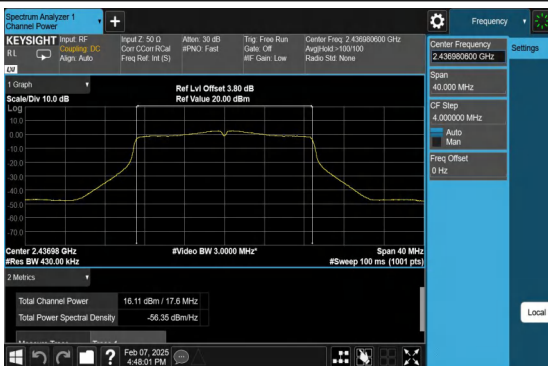 Spectrum Analyzer 1
Channel Power
Frequency
KEYSIGHT
RL
Input: RF
Coupling: DC
Align: Auto
Input Z: 50 Ω
Corr CCorr RCal
Freq Ref: Int (S)
Atten: 30 dB
#PNO: Fast
Trig: Free Run
Gate: Off
#IF Gain: Low
Center Freq: 2.436980600 GHz
Avg|Hold:>100/100
Radio Std: None
LXI
1 Graph
Scale/Div 10.0 dB
Ref Lvl Offset 3.80 dB
Ref Value 20.00 dBm
Log
10.0
0.00
-10.0
-20.0
-30.0
-40.0
-50.0
-60.0
-70.0
Center 2.43698 GHz
#Video BW 3.0000 MHz*
Span 40 MHz
#Res BW 430.00 kHz
#Sweep 100 ms (1001 pts)
2 Metrics
Total Channel Power 16.11 dBm / 17.6 MHz
Total Power Spectral Density -56.35 dBm/Hz
Feb 07, 2025
4:48:01 PM
Center Frequency
2.436980600 GHz
Settings
Span
40.000 MHz
CF Step
4.000000 MHz
Auto
Man
Freq Offset
0 Hz
Local